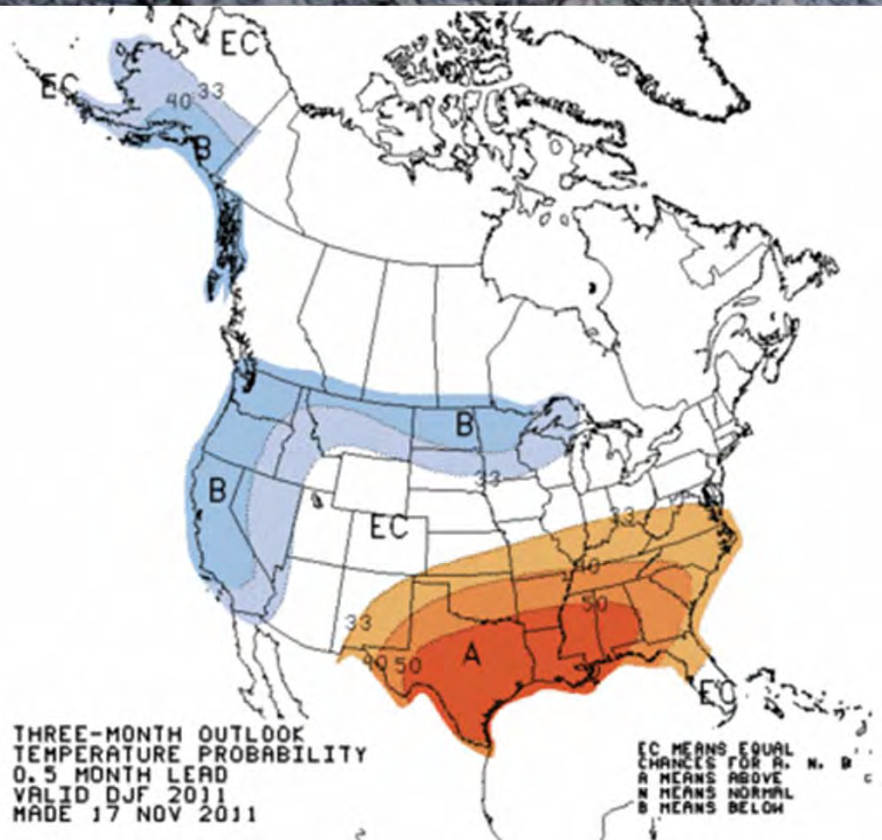 EC
EC
33
40
B
B
B
33
EC
33
40
50
33
40 50
A
EC
THREE-MONTH OUTLOOK
TEMPERATURE PROBABILITY
0.5 MONTH LEAD
VALID DJF 2011
MADE 17 NOV 2011
EC MEANS EQUAL
CHANCES FOR A, N, B
A MEANS ABOVE
N MEANS NORMAL
B MEANS BELOW